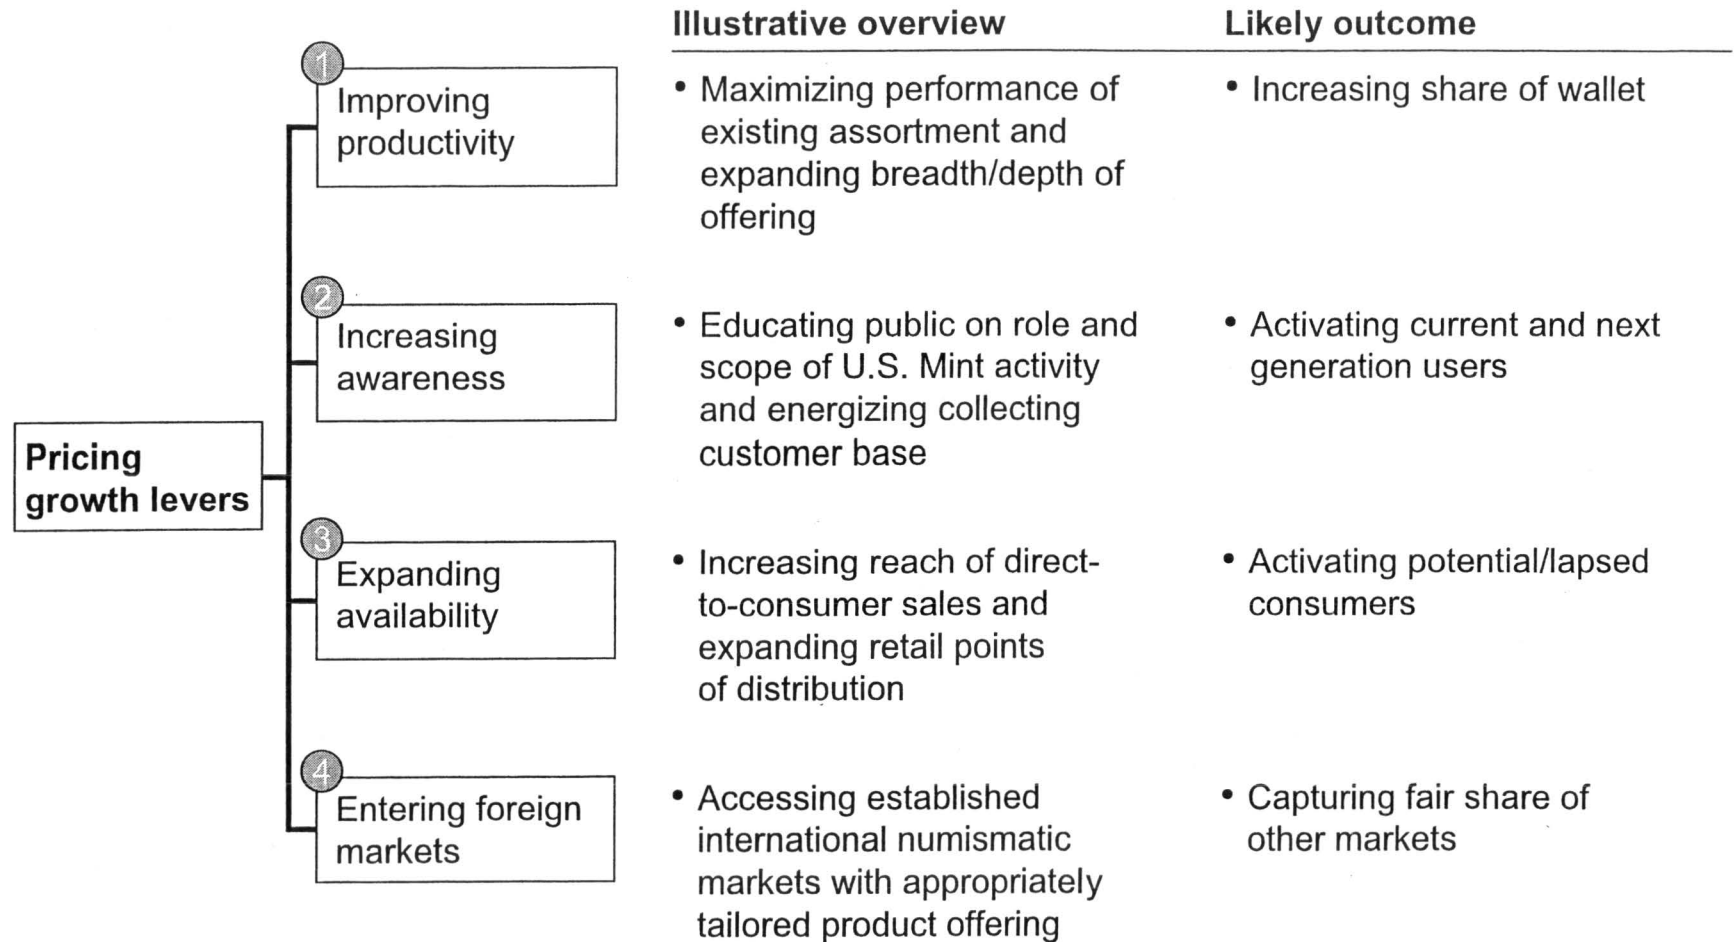 Illustrative overview
Likely outcome
Pricing
growth levers
1
Improving
productivity
• Maximizing performance of
existing assortment and
expanding breadth/depth of
offering
• Increasing share of wallet
2
Increasing
awareness
• Educating public on role and
scope of U.S. Mint activity
and energizing collecting
customer base
• Activating current and next
generation users
3
Expanding
availability
• Increasing reach of direct-
to-consumer sales and
expanding retail points
of distribution
• Activating potential/lapsed
consumers
4
Entering foreign
markets
• Accessing established
international numismatic
markets with appropriately
tailored product offering
• Capturing fair share of
other markets